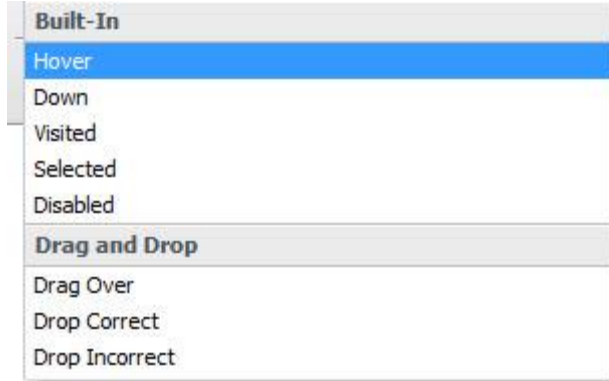 Built-In
Hover
Down
Visited
Selected
Disabled
Drag and Drop
Drag Over
Drop Correct
Drop Incorrect